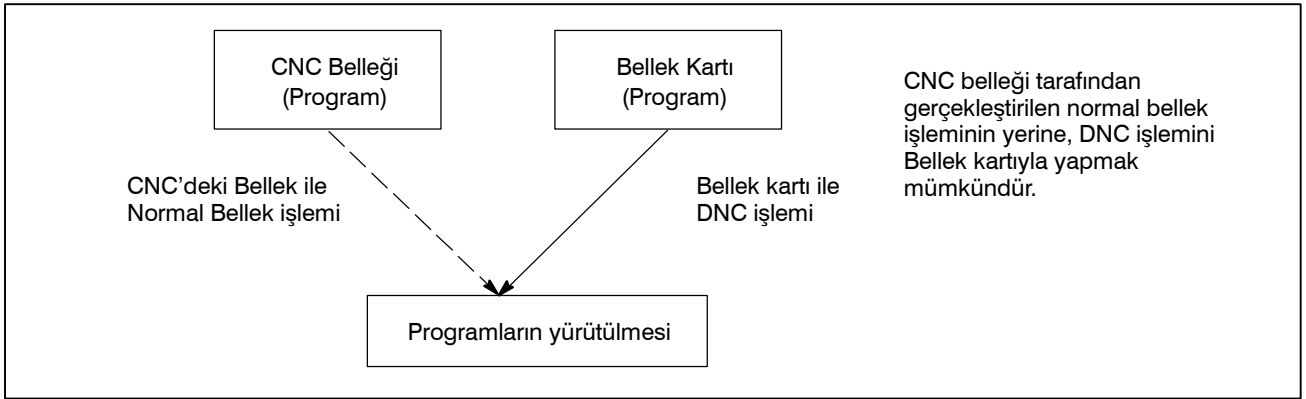 CNC Belleği
(Program)
Bellek Kartı
(Program)
CNC belleği tarafından
gerçekleştirilen normal bellek
işleminin yerine, DNC işlemini
Bellek kartıyla yapmak
mümkündür.
CNC’deki Bellek ile
Normal Bellek işlemi
Bellek kartı ile
DNC işlemi
Programların yürütülmesi